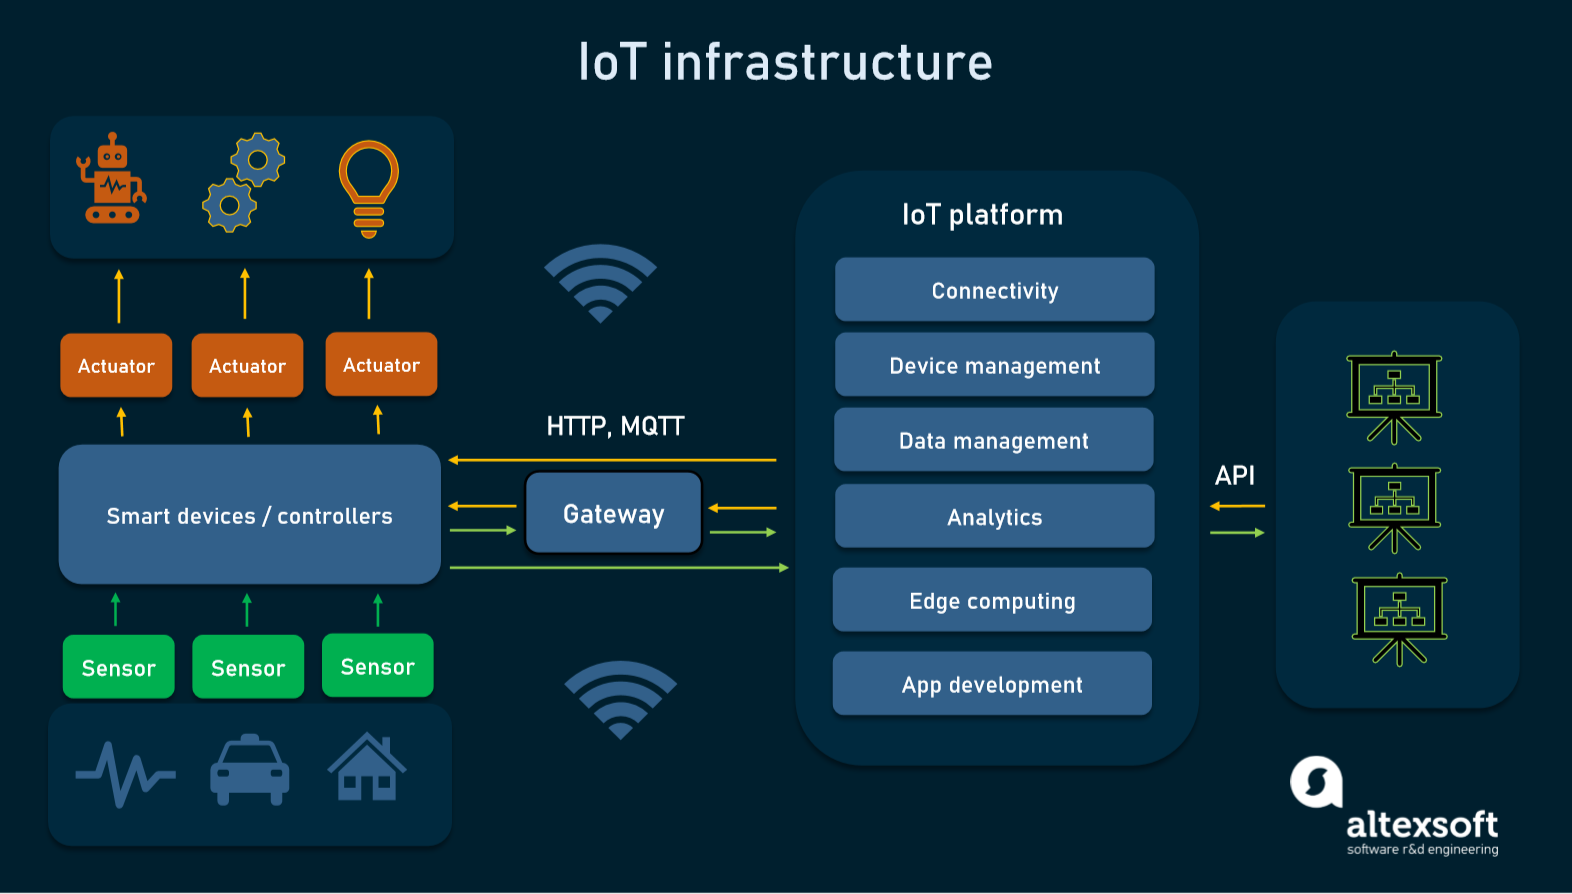 IoT infrastructure
Actuator
Actuator
Actuator
Smart devices / controllers
Sensor
Sensor
Sensor
HTTP, MQTT
Gateway
IoT platform
Connectivity
Device management
Data management
Analytics
Edge computing
App development
API
altexsoft
software r&d engineering